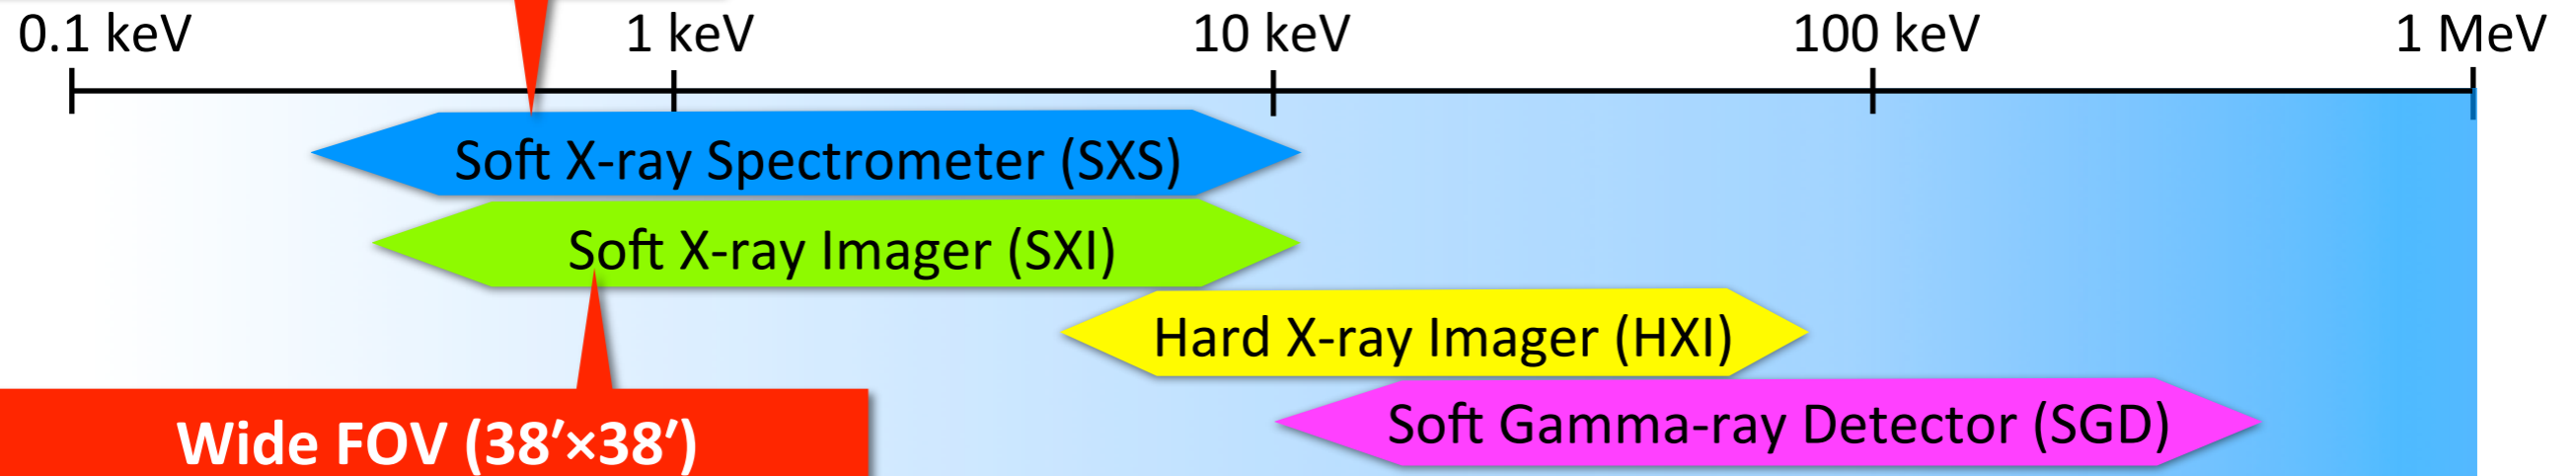 0.1 keV 1 keV 10 keV 100 keV 1 MeV
Soft X-ray Spectrometer (SXS)
Soft X-ray Imager (SXI)
Hard X-ray Imager (HXI)
Soft Gamma-ray Detector (SGD)
Wide FOV (38′×38′)